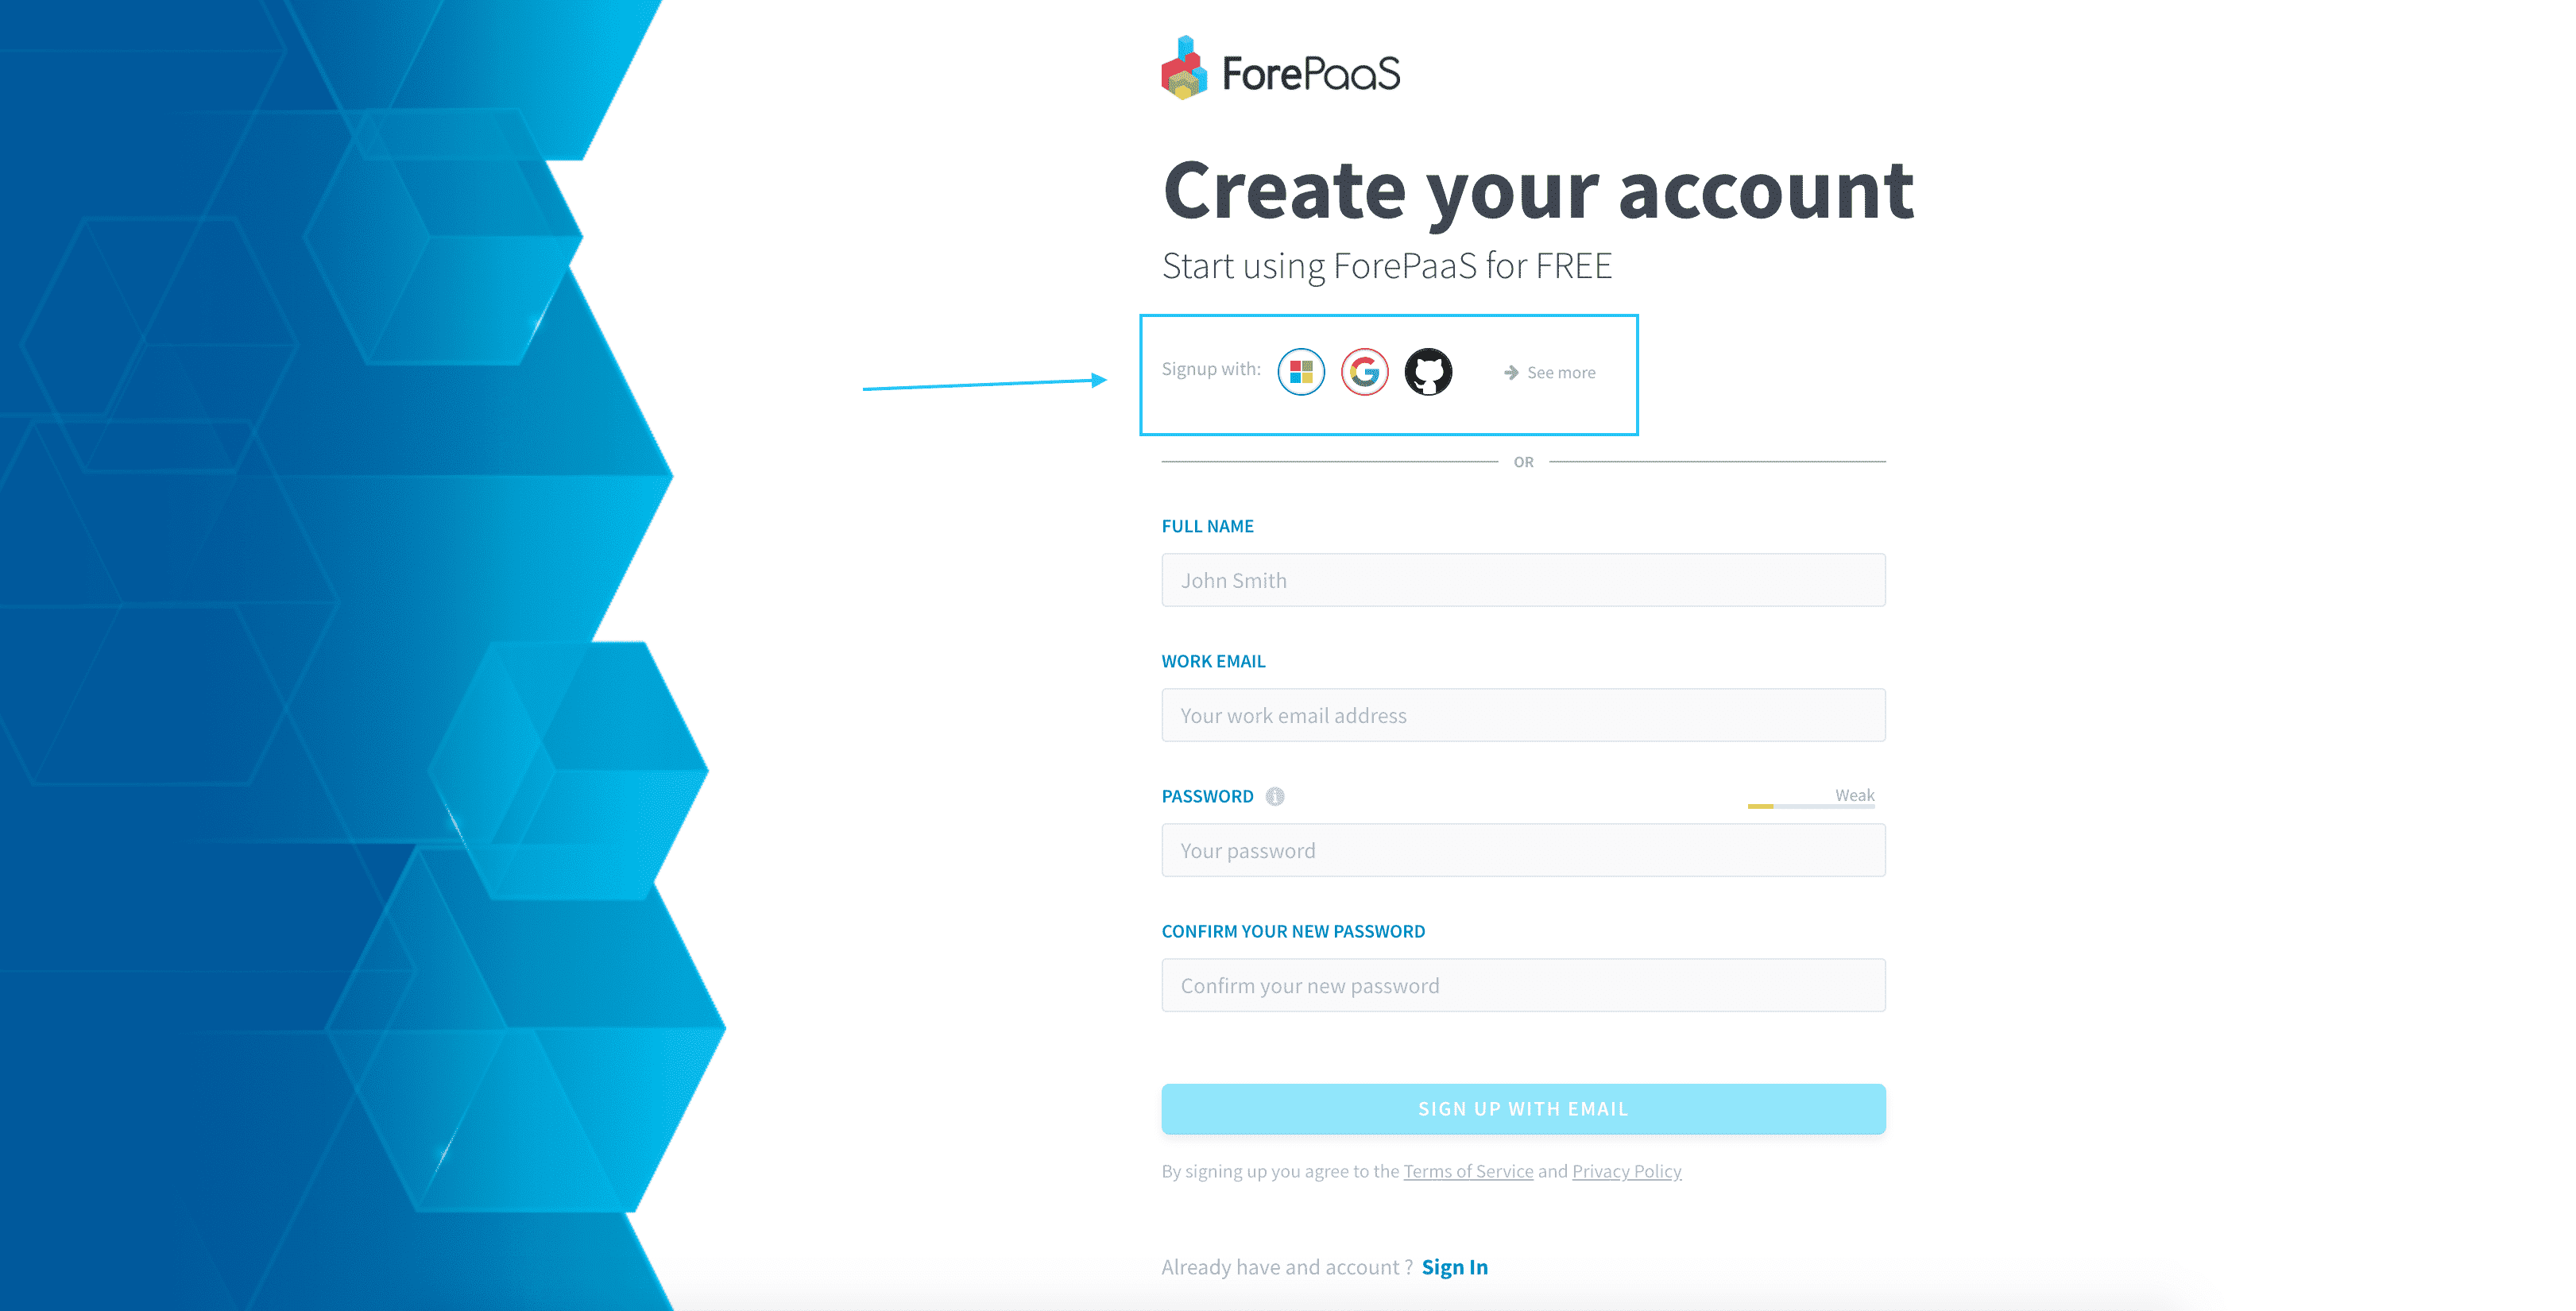 ForePaaS
Create your account
Start using ForePaaS for FREE
Signup with: See more
OR
FULL NAME
John Smith
WORK EMAIL
Your work email address
PASSWORD Weak
Your password
CONFIRM YOUR NEW PASSWORD
Confirm your new password
SIGN UP WITH EMAIL
By signing up you agree to the Terms of Service and Privacy Policy
Already have and account ? Sign In